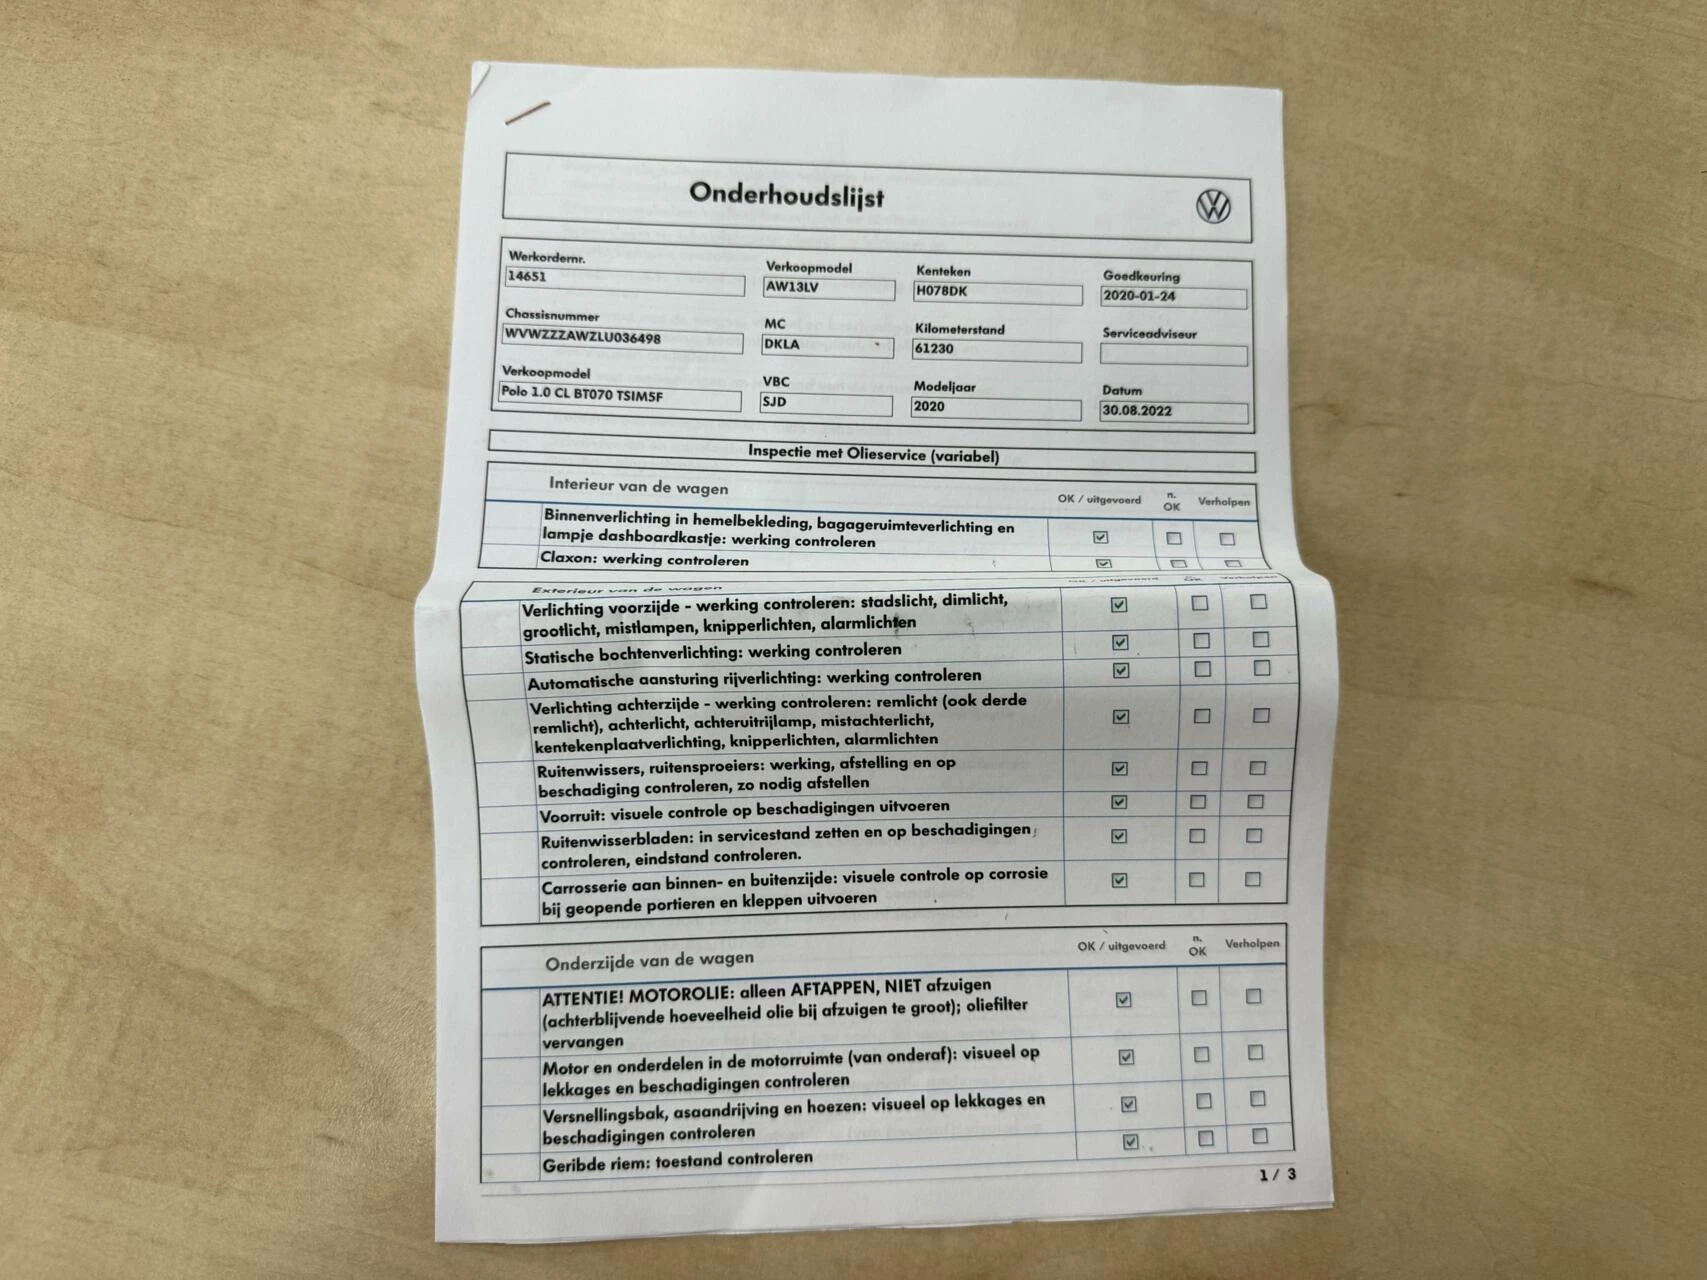 Onderhoudslijst
Werkordernr.
14651
Verkoopmodel
AW13LV
Kenteken
H078DK
Goedkeuring
2020-01-24
Chassisnummer
WVWZZZAWZLU036498
MC
DKLA
Kilometerstand
61230
Serviceadviseur
Verkoopmodel
Polo 1.0 CL BT070 TSIM5F
VBC
SJD
Modeljaar
2020
Datum
30.08.2022
Inspectie met Olieservice (variabel)
Interieur van de wagen
OK / uitgevoerd
n.
OK
Verholpen
Binnenverlichting in hemelbekleding, bagageruimteverlichting en
lampje dashboardkastje: werking controleren
Claxon: werking controleren
Exterieur van de wagen
OK / uitgevoerd
OK
Verholpen
Verlichting voorzijde - werking controleren: stadslicht, dimlicht,
grootlicht, mistlampen, knipperlichten, alarmlichten
Statische bochtenverlichting: werking controleren
Automatische aansturing rijverlichting: werking controleren
Verlichting achterzijde - werking controleren: remlicht (ook derde
remlicht), achterlicht, achteruitrijlamp, mistachterlicht,
kentekenplaatverlichting, knipperlichten, alarmlichten
Ruitenwissers, ruitensproeiers: werking, afstelling en op
beschadiging controleren, zo nodig afstellen
Voorruit: visuele controle op beschadigingen uitvoeren
Ruitenwisserbladen: in servicestand zetten en op beschadigingen
controleren, eindstand controleren.
Carrosserie aan binnen- en buitenzijde: visuele controle op corrosie
bij geopende portieren en kleppen uitvoeren
Onderzijde van de wagen
OK / uitgevoerd
n.
OK
Verholpen
ATTENTIE! MOTOROLIE: alleen AFTAPPEN, NIET afzuigen
(achterblijvende hoeveelheid olie bij afzuigen te groot); oliefilter
vervangen
Motor en onderdelen in de motorruimte (van onderaf): visueel op
lekkages en beschadigingen controleren
Versnellingsbak, asaandrijving en hoezen: visueel op lekkages en
beschadigingen controleren
Geribde riem: toestand controleren
1 / 3